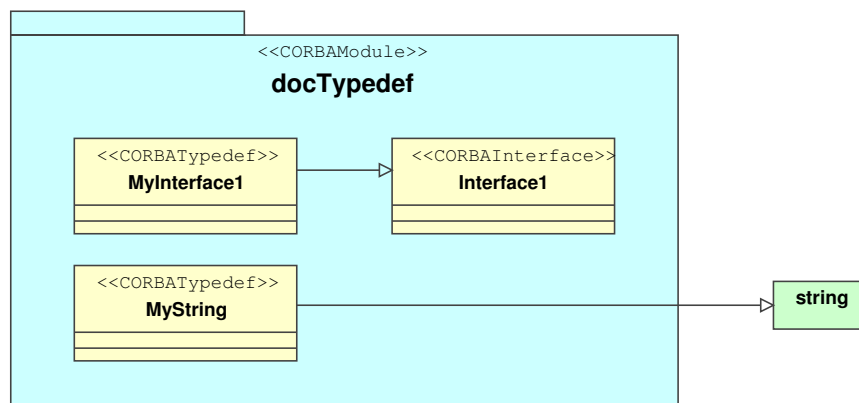 <<CORBAModule>>
docTypedef
<<CORBATypedef>>
MyInterface1
<<CORBAInterface>>
Interface1
<<CORBATypedef>>
MyString
string